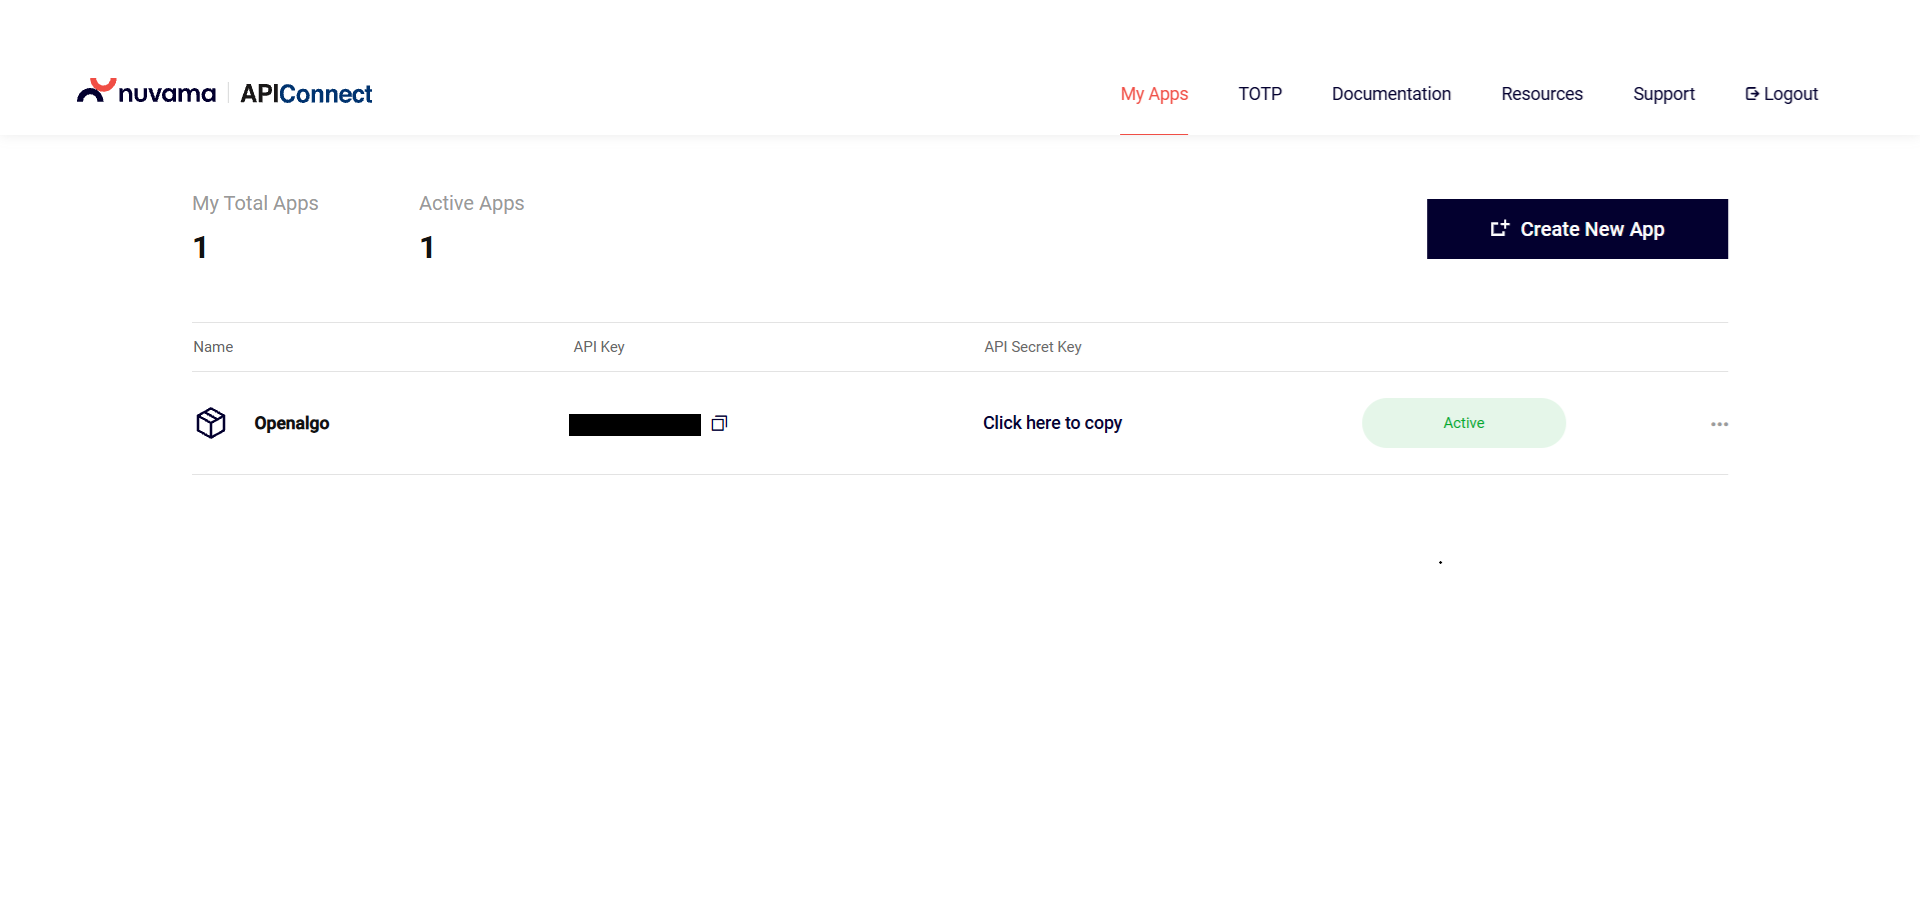 nuvama | APIConnect
My Apps TOTP Documentation Resources Support Logout
My Total Apps Active Apps
1 1
Create New App
Name API Key API Secret Key
Openalgo Click here to copy Active